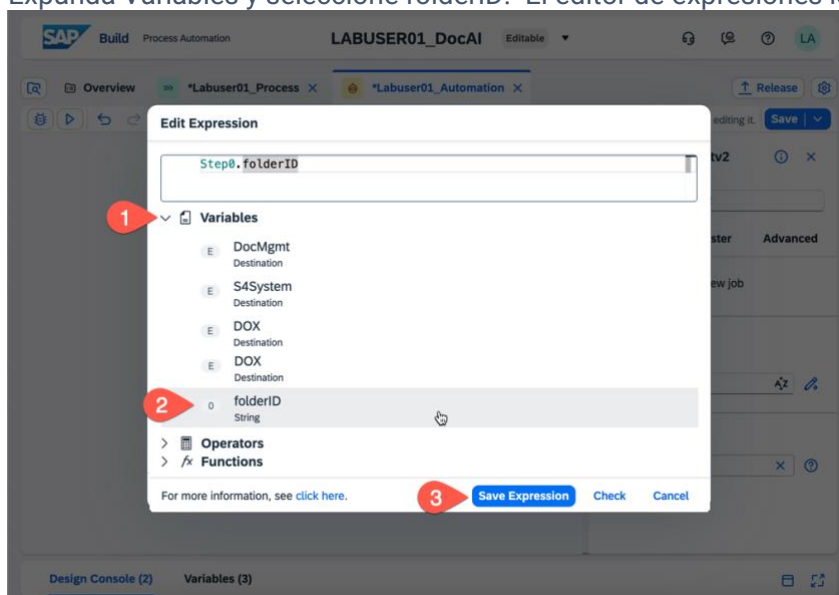 Expanda Variables y seleccione folderID. El editor de expresiones
SAP Build Process Automation LABUSER01_DocAI Editable LA
Overview *Labuser01_Process *Labuser01_Automation Release
editing it. Save
Edit Expression
tv2
Step0.folderID
1 Variables
ster Advanced
E DocMgmt
Destination
ew job
E S4System
Destination
E DOX
Destination
E DOX
Destination
2 0 folderID
String
Operators
fx Functions
For more information, see click here. 3 Save Expression Check Cancel
Design Console (2) Variables (3)